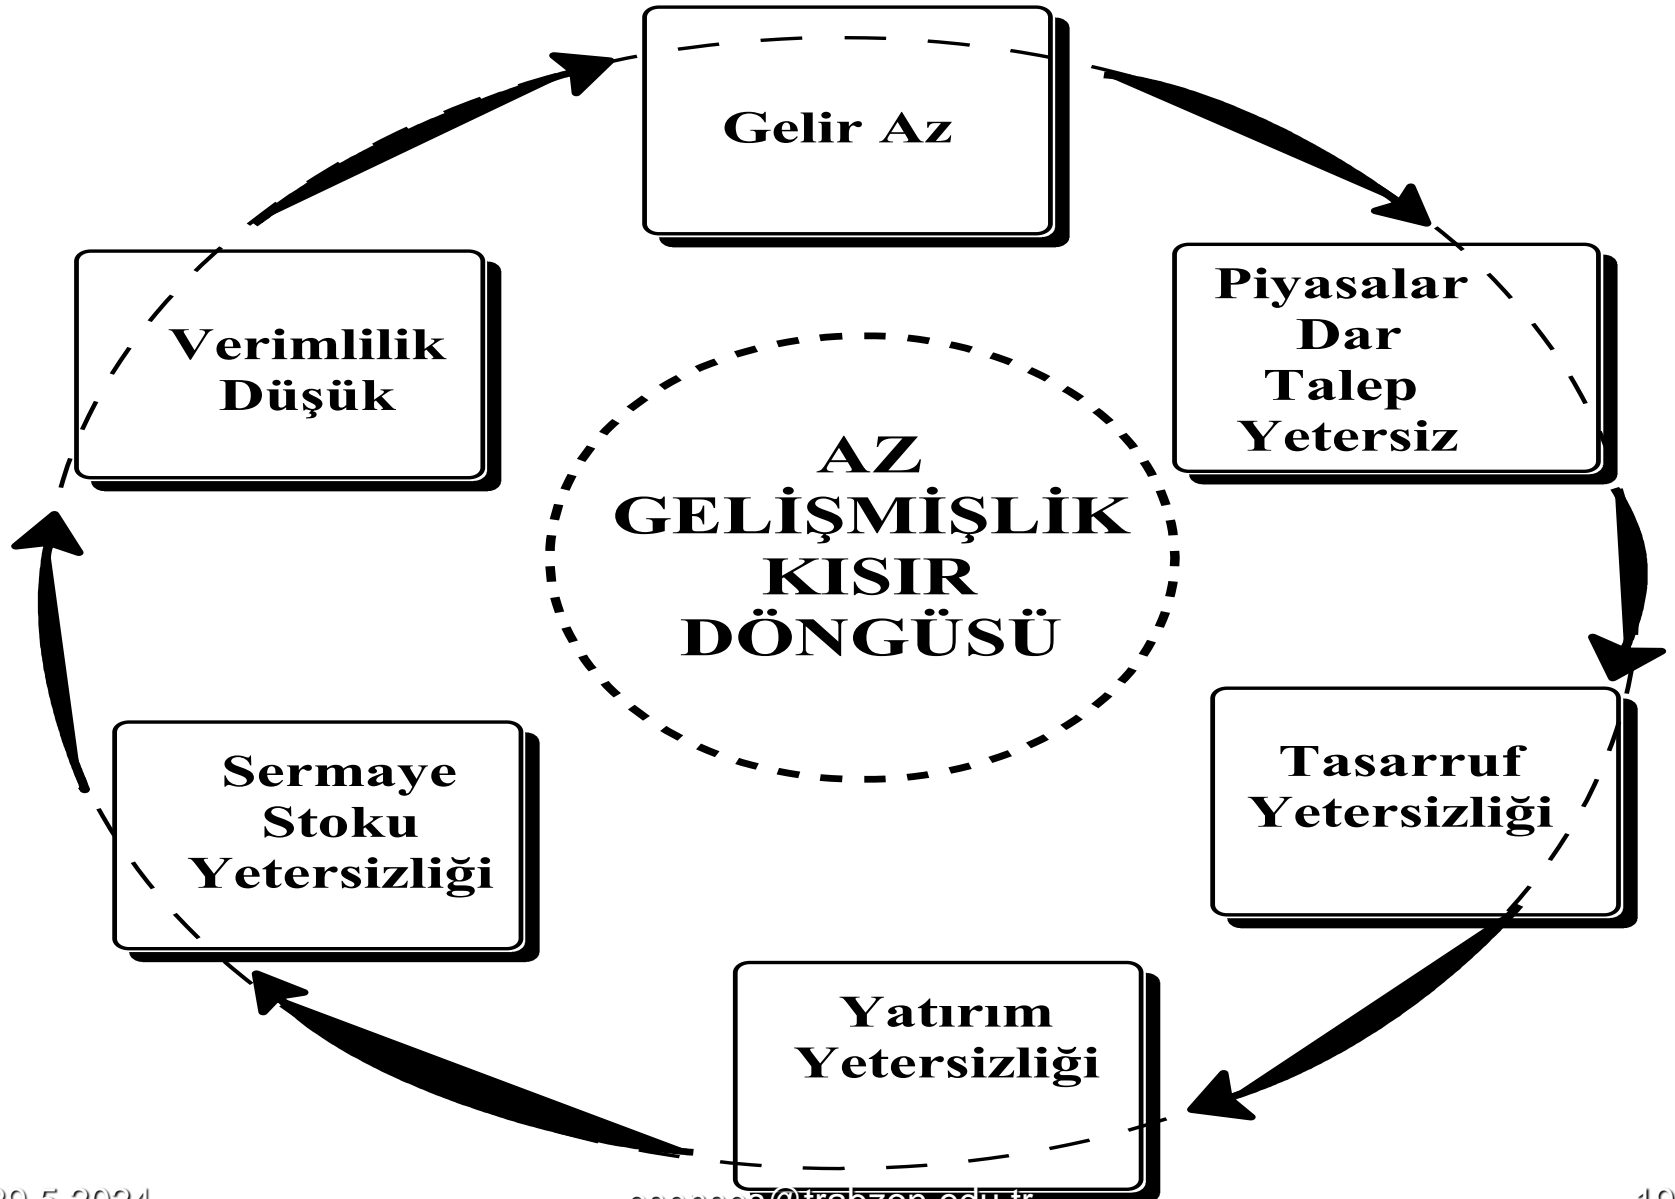 Gelir Az
Piyasalar
Dar
Talep
Yetersiz
Verimlilik
Düşük
AZ
GELİŞMİŞLİK
KISIR
DÖNGÜSÜ
Tasarruf
Yetersizliği
Sermaye
Stoku
Yetersizliği
Yatırım
Yetersizliği